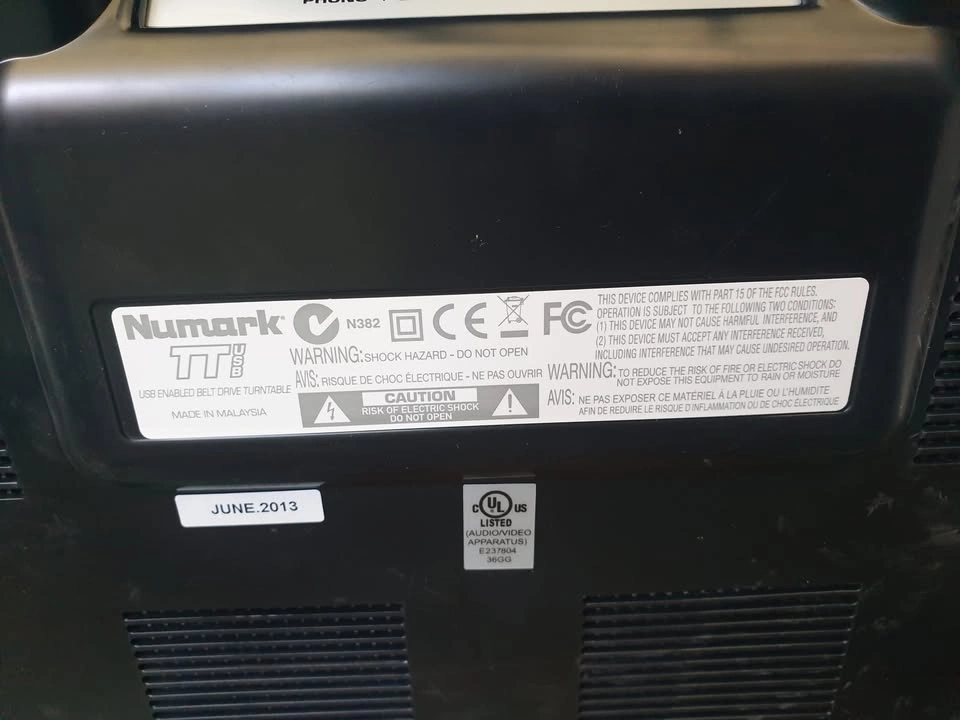 PHONO
Numark
N382
CE
FC
TT USB
USB ENABLED BELT DRIVE TURNTABLE
MADE IN MALAYSIA
WARNING: SHOCK HAZARD - DO NOT OPEN
AVIS: RISQUE DE CHOC ÉLECTRIQUE - NE PAS OUVRIR
CAUTION
RISK OF ELECTRIC SHOCK
DO NOT OPEN
THIS DEVICE COMPLIES WITH PART 15 OF THE FCC RULES.
OPERATION IS SUBJECT TO THE FOLLOWING TWO CONDITIONS:
(1) THIS DEVICE MAY NOT CAUSE HARMFUL INTERFERENCE, AND
(2) THIS DEVICE MUST ACCEPT ANY INTERFERENCE RECEIVED,
INCLUDING INTERFERENCE THAT MAY CAUSE UNDESIRED OPERATION.
WARNING: TO REDUCE THE RISK OF FIRE OR ELECTRIC SHOCK DO
NOT EXPOSE THIS EQUIPMENT TO RAIN OR MOISTURE
AVIS: NE PAS EXPOSER CE MATÉRIEL À LA PLUIE OU L'HUMIDITE
AFIN DE REDUIRE LE RISQUE D'INFLAMMATION OU DE CHOC ÉLECTRIQUE
JUNE.2013
C UL US
LISTED
(AUDIO/VIDEO
APPARATUS)
E237804
36GG